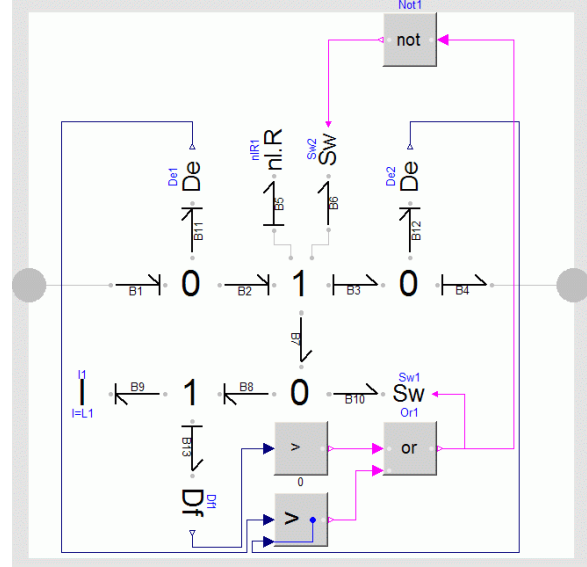 Not1
not
De1
De
nlR1
nl.R
Sw2
Sw
De2
De
B11
B5
B6
B12
0
1
0
B1
B2
B3
B4
B7
I1
I
I=L1
B9
1
B8
0
B10
Sw1
Sw
Or1
or
B13
>
0
Df1
Df
>